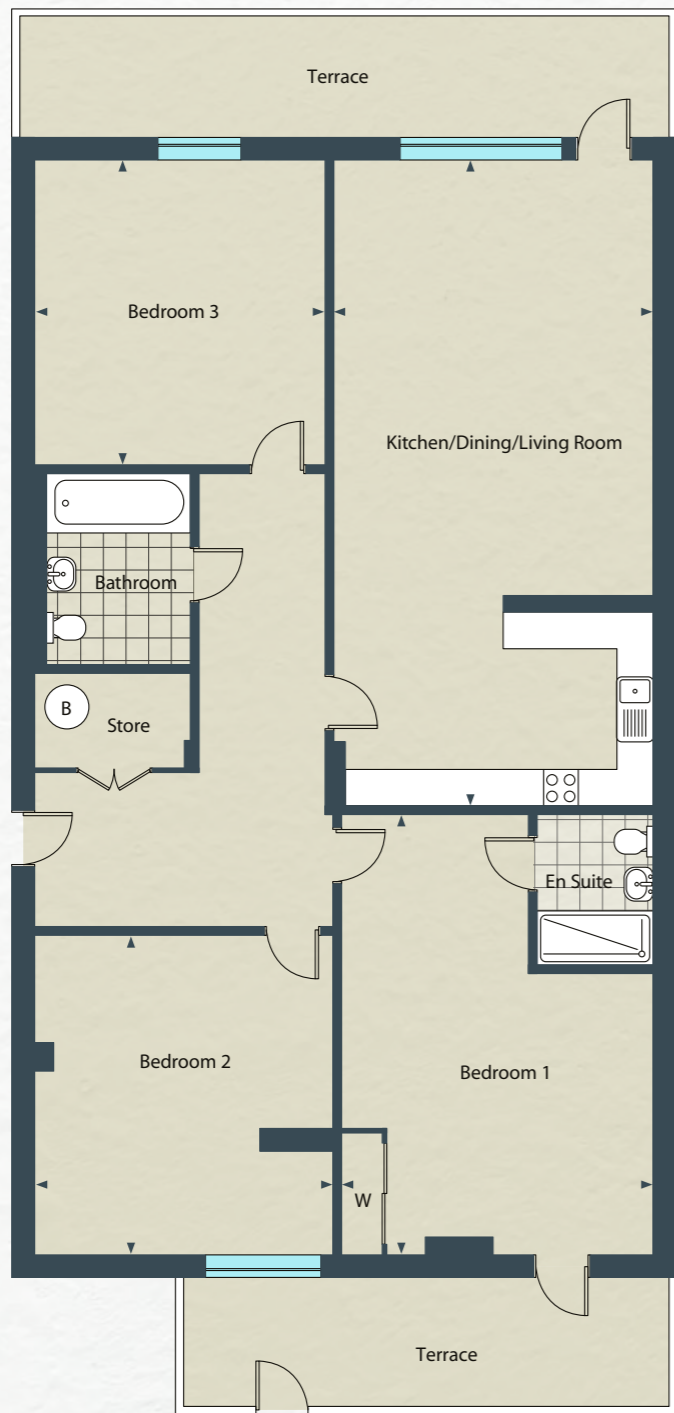 Terrace
Bedroom 3
Kitchen/Dining/Living Room
Bathroom
B
Store
En Suite
Bedroom 2
Bedroom 1
W
Terrace